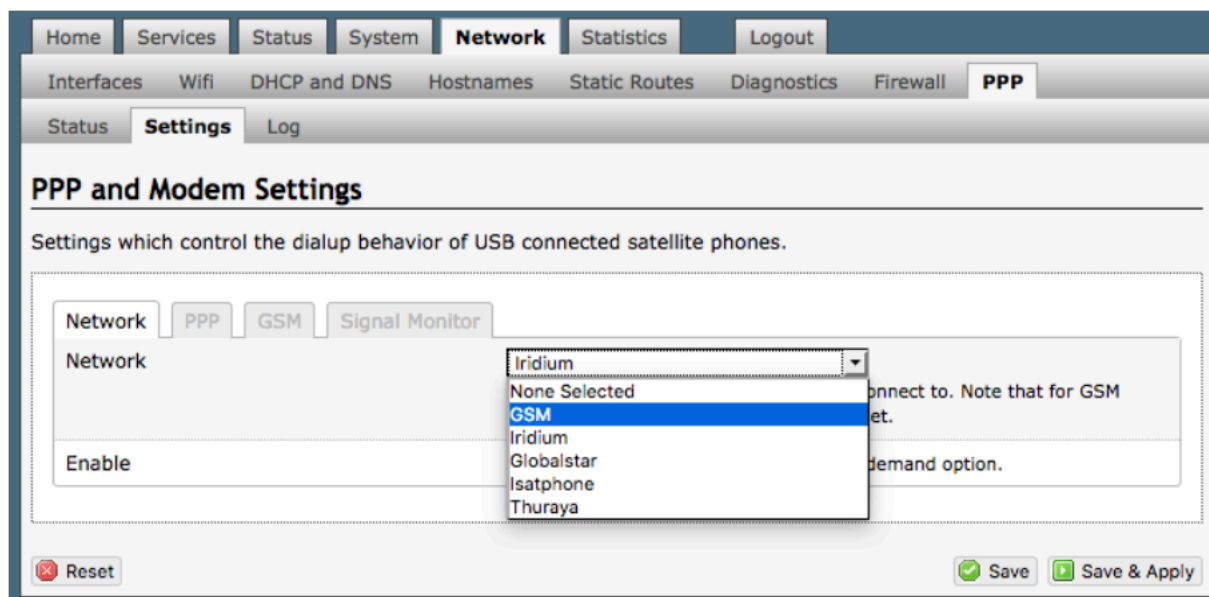 Home Services Status System Network Statistics Logout
Interfaces Wifi DHCP and DNS Hostnames Static Routes Diagnostics Firewall PPP
Status Settings Log
PPP and Modem Settings
Settings which control the dialup behavior of USB connected satellite phones.
Network PPP GSM Signal Monitor
Network Iridium
None Selected
onnect to. Note that for GSM
GSM
et.
Iridium
Globalstar
Enable
demand option.
Isatphone
Thuraya
Reset Save Save & Apply